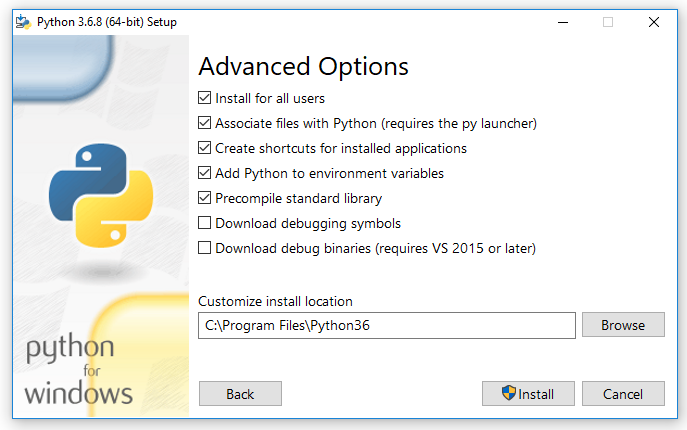 Python 3.6.8 (64-bit) Setup
Advanced Options
Install for all users
Associate files with Python (requires the py launcher)
Create shortcuts for installed applications
Add Python to environment variables
Precompile standard library
Download debugging symbols
Download debug binaries (requires VS 2015 or later)
Customize install location
C:\Program Files\Python36
Browse
python
for
windows
Back
Install
Cancel